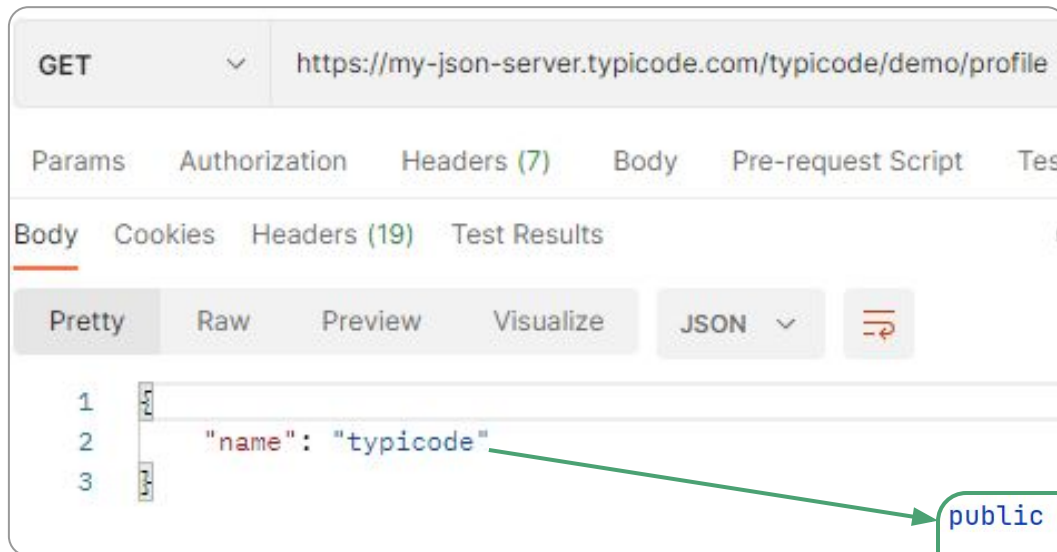 GET https://my-json-server.typicode.com/typicode/demo/profile
Params Authorization Headers (7) Body Pre-request Script Tes
Body Cookies Headers (19) Test Results
Pretty Raw Preview Visualize JSON
1 {
2 "name": "typicode"
3 }
public